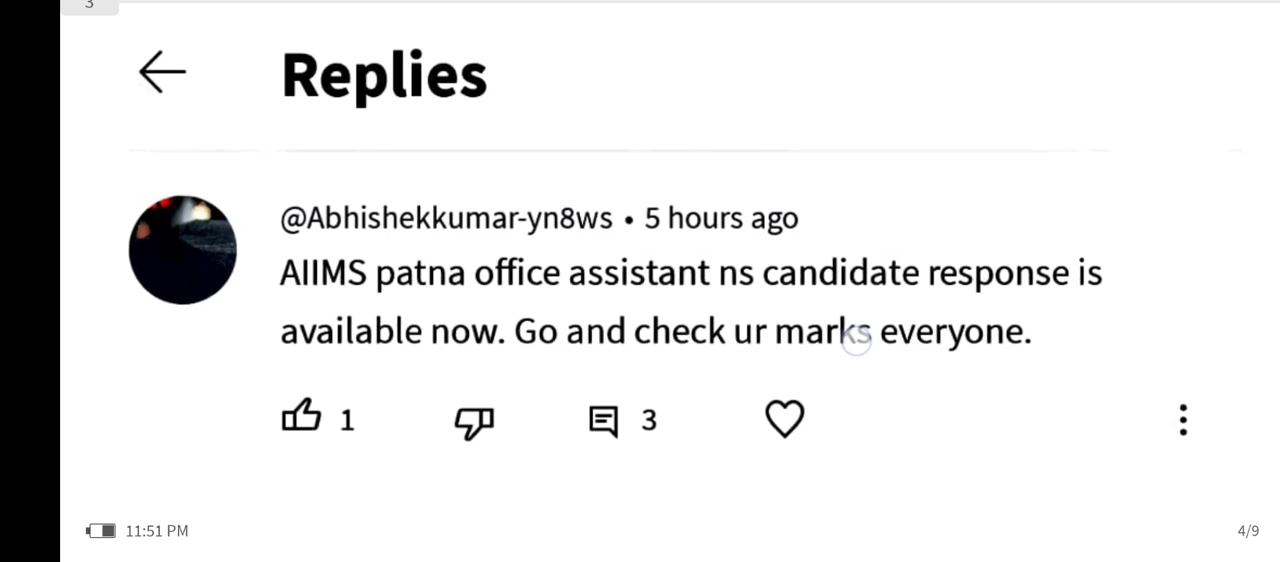 3
Replies
@Abhishekkumar-yn8ws • 5 hours ago
AIIMS patna office assistant ns candidate response is
available now. Go and check ur marks everyone.
1 3
11:51 PM 4/9